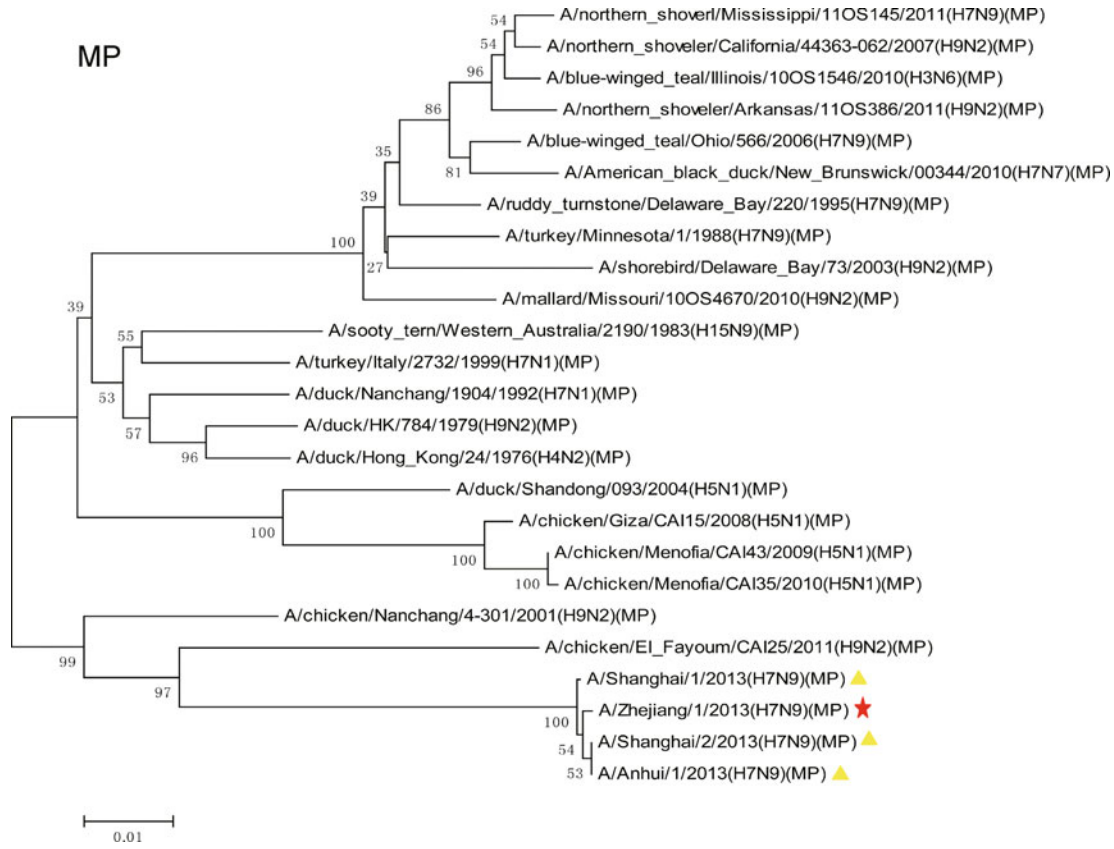 MP
54
A/northern_shoverl/Mississippi/11OS145/2011(H7N9)(MP)
54
A/northern_shoveler/California/44363-062/2007(H9N2)(MP)
96
A/blue-winged_teal/Illinois/10OS1546/2010(H3N6)(MP)
86
A/northern_shoveler/Arkansas/11OS386/2011(H9N2)(MP)
A/blue-winged_teal/Ohio/566/2006(H7N9)(MP)
35
81
A/American_black_duck/New_Brunswick/00344/2010(H7N7)(MP)
39
A/ruddy_turnstone/Delaware_Bay/220/1995(H7N9)(MP)
100
A/turkey/Minnesota/1/1988(H7N9)(MP)
27
A/shorebird/Delaware_Bay/73/2003(H9N2)(MP)
A/mallard/Missouri/10OS4670/2010(H9N2)(MP)
39
55
A/sooty_tern/Western_Australia/2190/1983(H15N9)(MP)
A/turkey/Italy/2732/1999(H7N1)(MP)
53
A/duck/Nanchang/1904/1992(H7N1)(MP)
57
A/duck/HK/784/1979(H9N2)(MP)
96
A/duck/Hong_Kong/24/1976(H4N2)(MP)
A/duck/Shandong/093/2004(H5N1)(MP)
100
A/chicken/Giza/CAI15/2008(H5N1)(MP)
100
A/chicken/Menofia/CAI43/2009(H5N1)(MP)
100
A/chicken/Menofia/CAI35/2010(H5N1)(MP)
A/chicken/Nanchang/4-301/2001(H9N2)(MP)
99
A/chicken/El_Fayoum/CAI25/2011(H9N2)(MP)
97
A/Shanghai/1/2013(H7N9)(MP)
100
A/Zhejiang/1/2013(H7N9)(MP)
54
A/Shanghai/2/2013(H7N9)(MP)
53
A/Anhui/1/2013(H7N9)(MP)
0.01